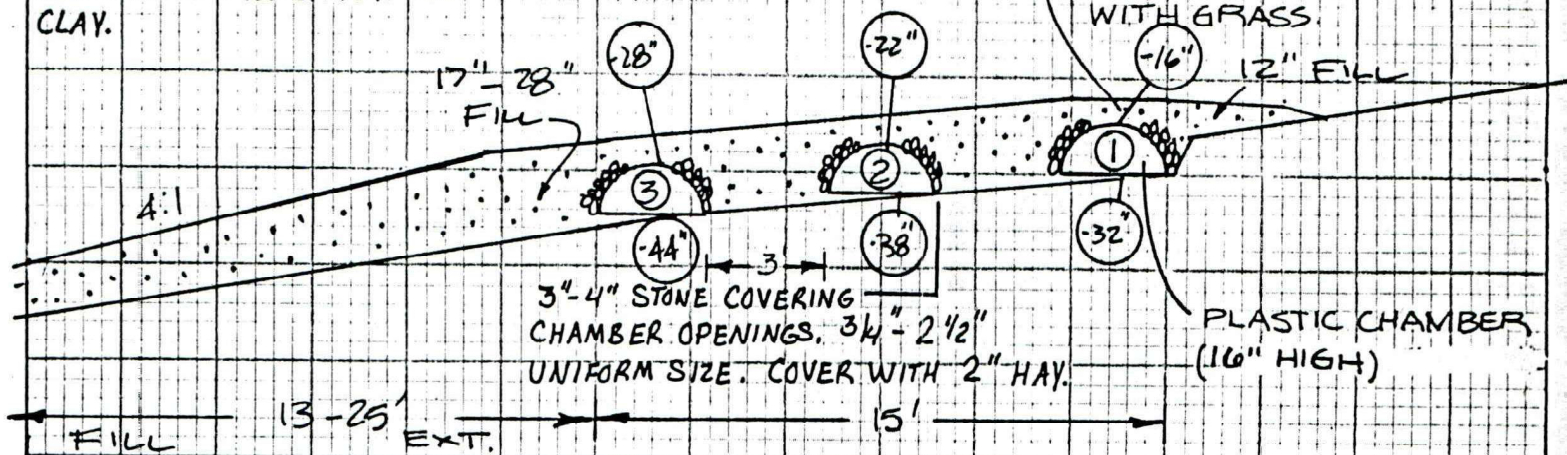 CLAY.
WITH GRASS.
-28"
-22"
-16"
17"-28"
FILL
12" FILL
3
2
1
4:1
-44"
-38"
-32"
3
3"-4" STONE COVERING
CHAMBER OPENINGS. 3/4"-2 1/2"
UNIFORM SIZE. COVER WITH 2" HAY.
PLASTIC CHAMBER
(16" HIGH)
13-25'
FILL EXT.
15'